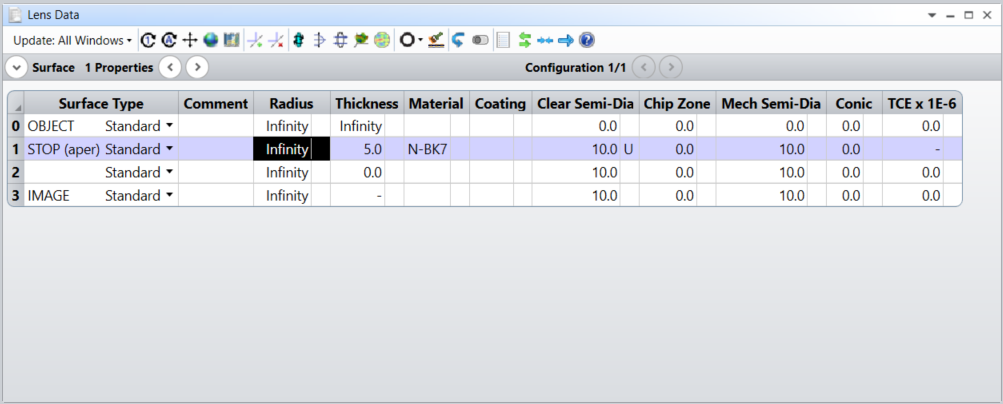 Lens Data
Update: All Windows
Surface 1 Properties Configuration 1/1
Surface Type Comment Radius Thickness Material Coating Clear Semi-Dia Chip Zone Mech Semi-Dia Conic TCE x 1E-6
0 OBJECT Standard Infinity Infinity 0.0 0.0 0.0 0.0 0.0
1 STOP (aper) Standard Infinity 5.0 N-BK7 10.0 U 0.0 10.0 0.0 -
2 Standard Infinity 0.0 10.0 0.0 10.0 0.0 0.0
3 IMAGE Standard Infinity - 10.0 0.0 10.0 0.0 0.0